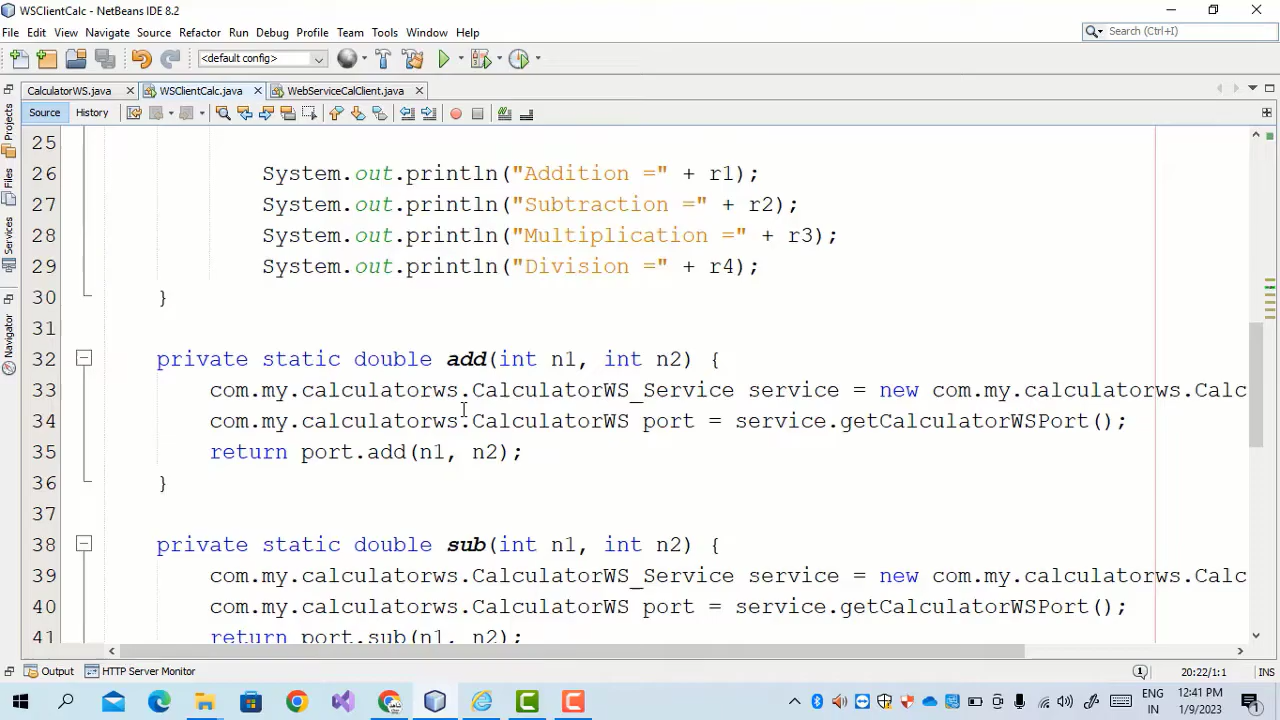 WSClientCalc - NetBeans IDE 8.2
File Edit View Navigate Source Refactor Run Debug Profile Team Tools Window Help
Search (Ctrl+I)
<default config>
CalculatorWS.java WSClientCalc.java WebServiceCalClient.java
Source History
Projects
Files
Services
Navigator
25
26 System.out.println("Addition =" + r1);
27 System.out.println("Subtraction =" + r2);
28 System.out.println("Multiplication =" + r3);
29 System.out.println("Division =" + r4);
30 }
31
32 private static double add(int n1, int n2) {
33 com.my.calculatorws.CalculatorWS_Service service = new com.my.calculatorws.Calc
34 com.my.calculatorws.CalculatorWS port = service.getCalculatorWSPort();
35 return port.add(n1, n2);
36 }
37
38 private static double sub(int n1, int n2) {
39 com.my.calculatorws.CalculatorWS_Service service = new com.my.calculatorws.Calc
40 com.my.calculatorws.CalculatorWS port = service.getCalculatorWSPort();
41 return port.sub(n1, n2);
Output HTTP Server Monitor
20:22/1:1 INS
ENG
IN
12:41 PM
1/9/2023